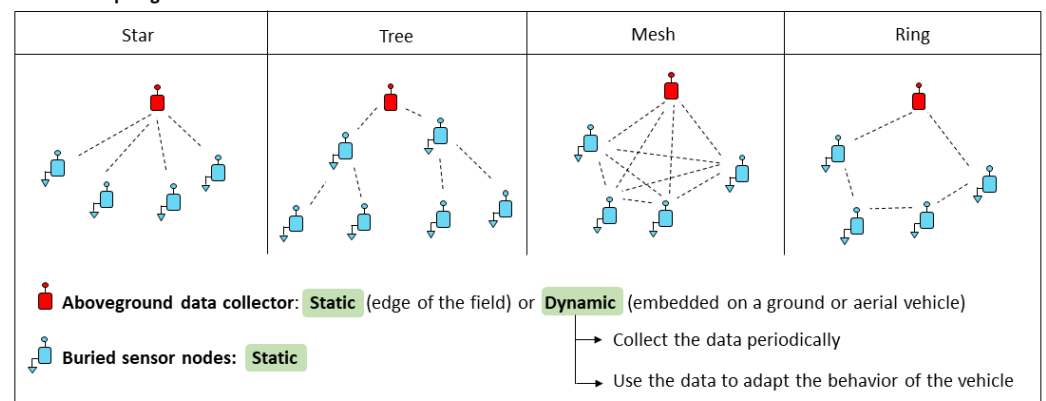 Star
Tree
Mesh
Ring
Aboveground data collector: Static (edge of the field) or Dynamic (embedded on a ground or aerial vehicle)
Collect the data periodically
Buried sensor nodes: Static
Use the data to adapt the behavior of the vehicle